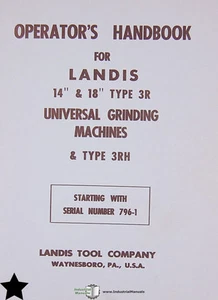 OPERATOR'S HANDBOOK
FOR
LANDIS
14" & 18" TYPE 3R
UNIVERSAL GRINDING
MACHINES
& TYPE 3RH
STARTING WITH
SERIAL NUMBER 796-1
LANDIS TOOL COMPANY
WAYNESBORO, PA., U.S.A.